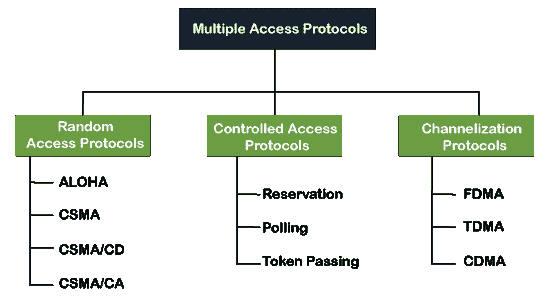 Multiple Access Protocols
Random
Access Protocols
ALOHA
CSMA
CSMA/CD
CSMA/CA
Controlled Access
Protocols
Reservation
Polling
Token Passing
Channelization
Protocols
FDMA
TDMA
CDMA